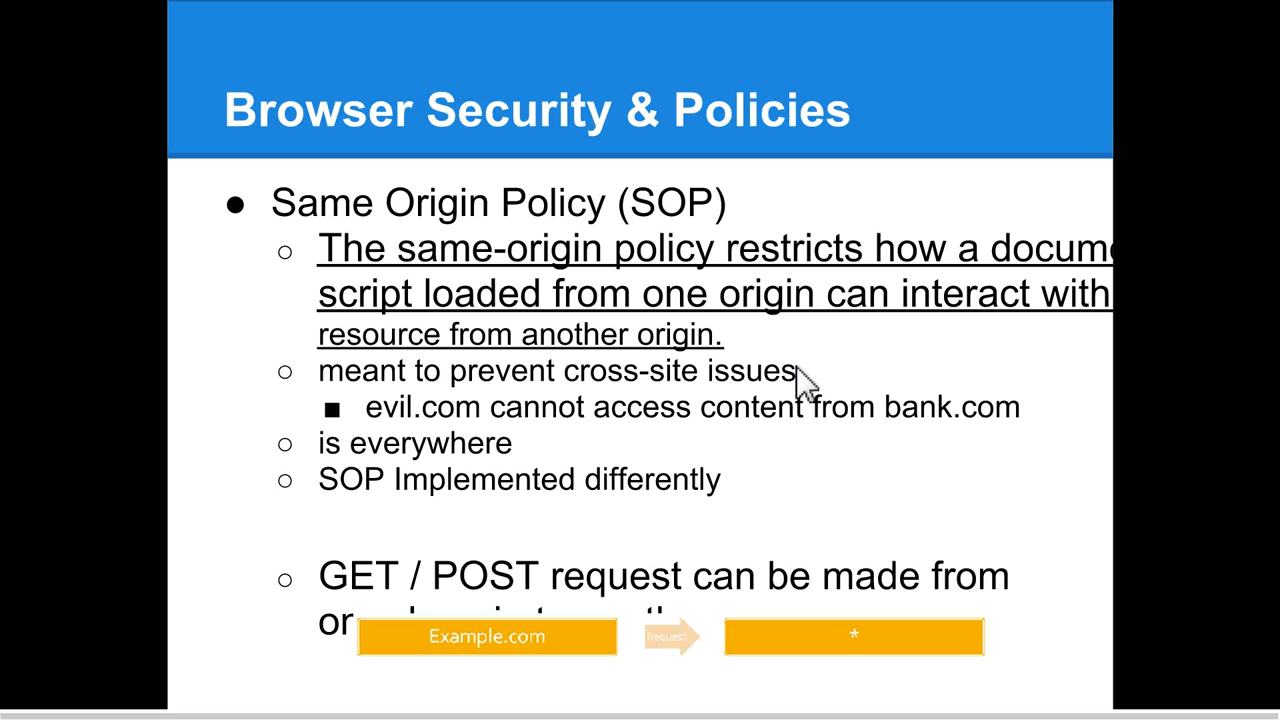 Browser Security & Policies
● Same Origin Policy (SOP)
○ The same-origin policy restricts how a docume
script loaded from one origin can interact with
resource from another origin.
○ meant to prevent cross-site issues
■ evil.com cannot access content from bank.com
○ is everywhere
○ SOP Implemented differently
○ GET / POST request can be made from
Example.com Request *